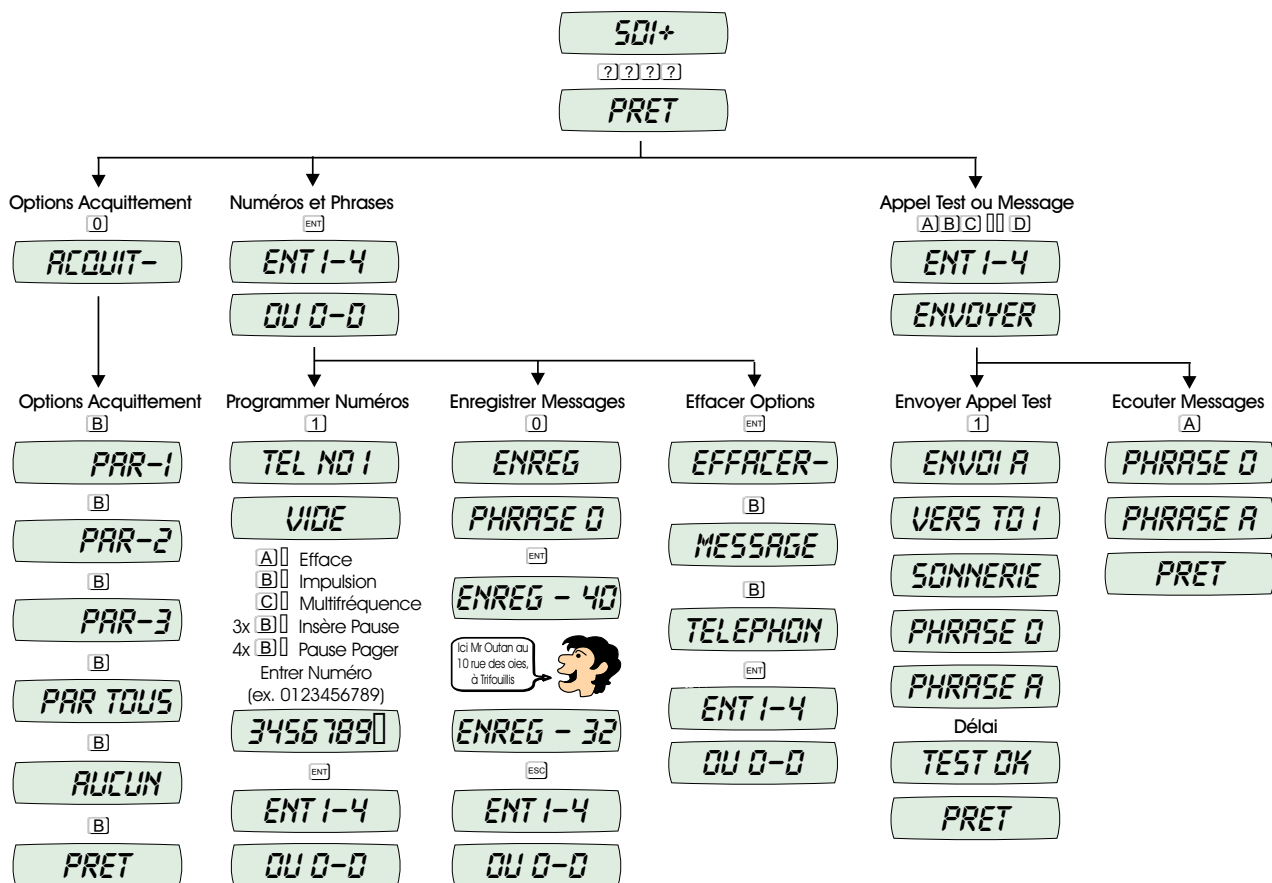 SDI+
????
PRET
Options Acquittement
0
ACQUIT-
Numéros et Phrases
ENT
ENT 1-4
OU 0-D
Appel Test ou Message
A B C D
ENT 1-4
ENVOYER
Options Acquittement
B
PAR-1
B
PAR-2
B
PAR-3
B
PAR TOUS
B
AUCUN
B
PRET
Programmer Numéros
1
TEL NO 1
VIDE
A Efface
B Impulsion
C Multifréquence
3x B Insère Pause
4x B Pause Pager
Entrer Numéro
(ex. 0123456789)
3456789
ENT
ENT 1-4
OU 0-D
Enregistrer Messages
0
ENREG
PHRASE 0
ENT
ENREG - 40
Ici Mr Outan au
10 rue des oies,
à Trifouillis
ENREG - 32
ESC
ENT 1-4
OU 0-D
Effacer Options
ENT
EFFACER-
B
MESSAGE
B
TELEPHON
ENT
ENT 1-4
OU 0-D
Envoyer Appel Test
1
ENVOI A
VERS TO 1
SONNERIE
PHRASE 0
PHRASE A
Délai
TEST OK
PRET
Ecouter Messages
A
PHRASE 0
PHRASE A
PRET